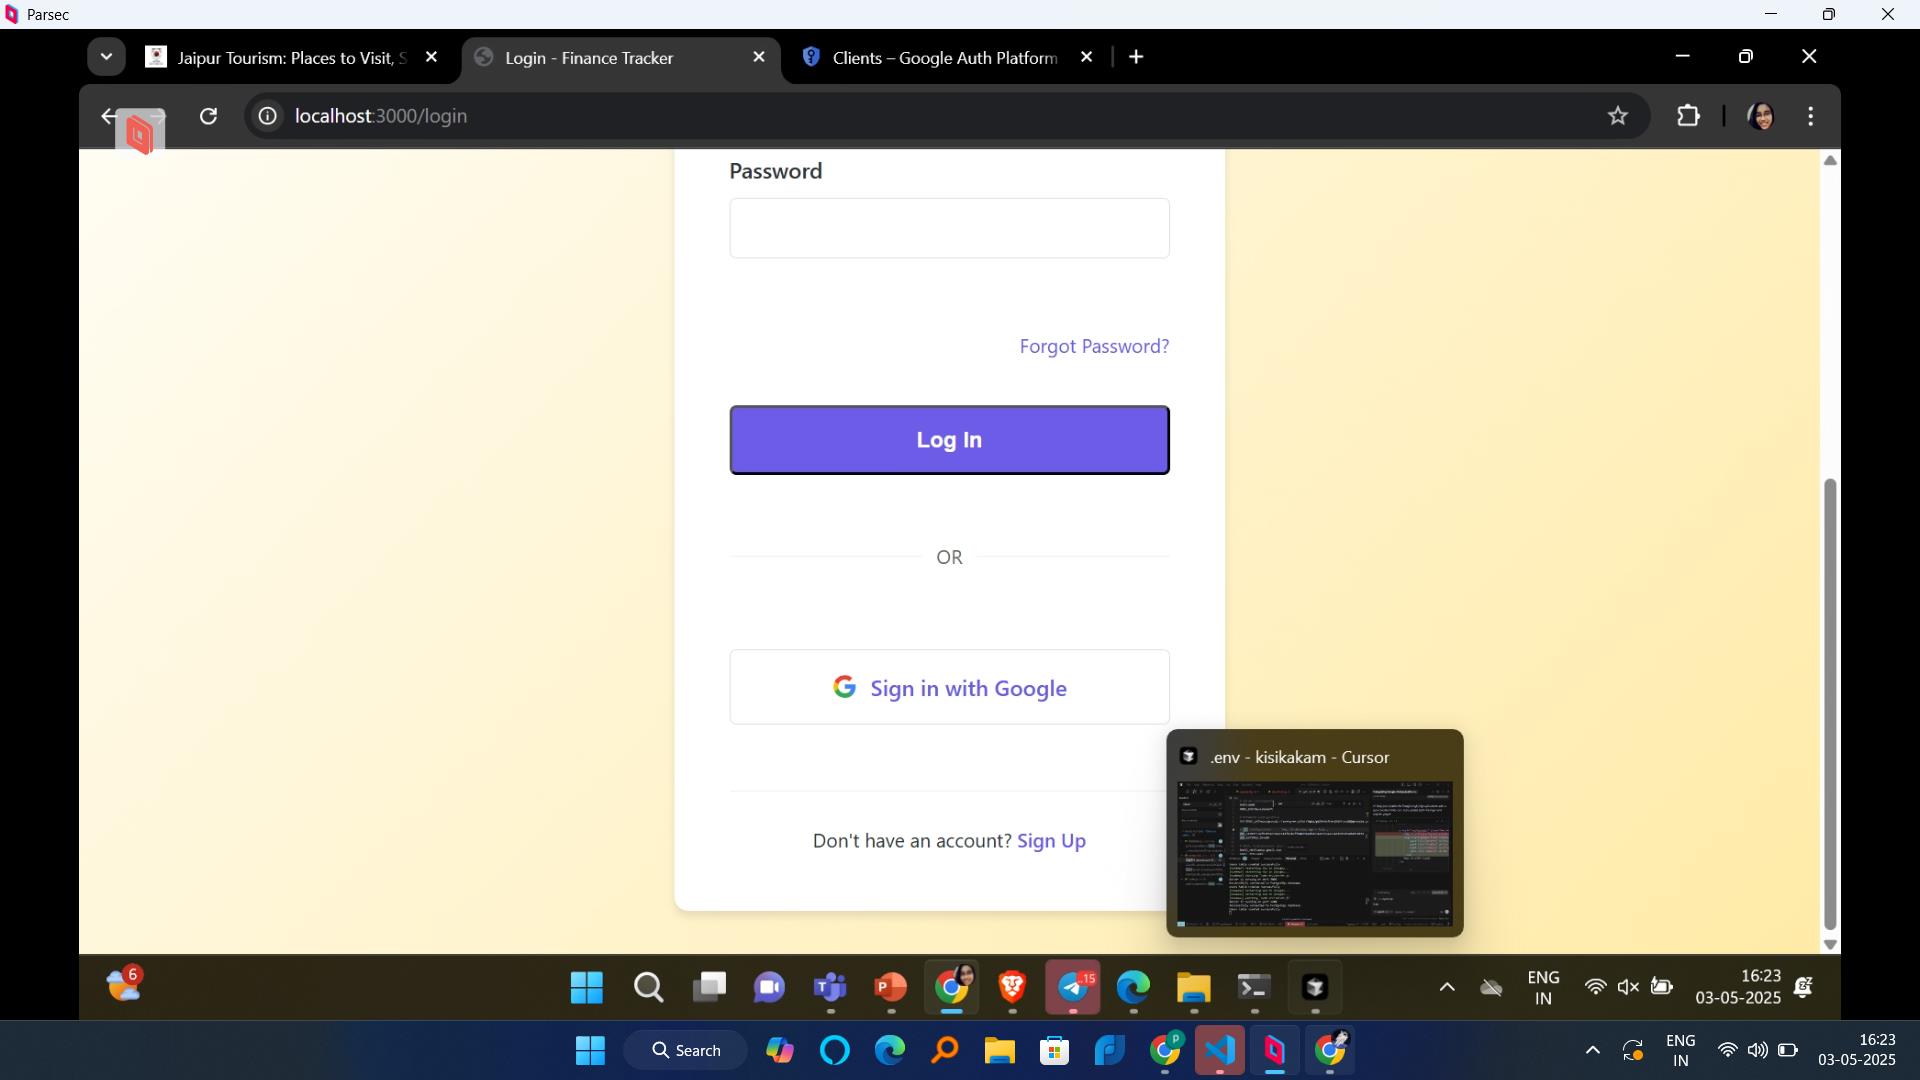 Parsec
Jaipur Tourism: Places to Visit, S
Login - Finance Tracker
Clients – Google Auth Platform
localhost:3000/login
Password
Forgot Password?
Log In
OR
Sign in with Google
.env - kisikakam - Cursor
Don't have an account? Sign Up
6
15
ENG
IN
16:23
03-05-2025
Search
P
ENG
IN
16:23
03-05-2025